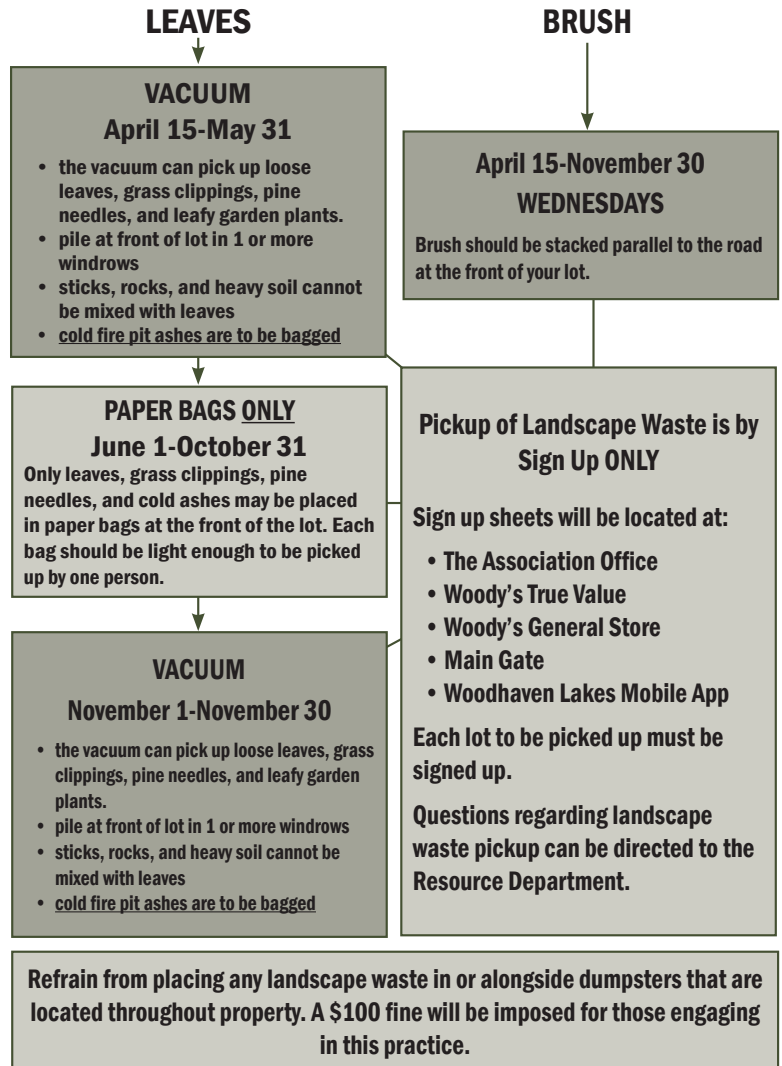 LEAVES
VACUUM
April 15-May 31
• the vacuum can pick up loose
leaves, grass clippings, pine
needles, and leafy garden plants.
• pile at front of lot in 1 or more
windrows
• sticks, rocks, and heavy soil cannot
be mixed with leaves
• cold fire pit ashes are to be bagged
PAPER BAGS ONLY
June 1-October 31
Only leaves, grass clippings, pine
needles, and cold ashes may be placed
in paper bags at the front of the lot. Each
bag should be light enough to be picked
up by one person.
VACUUM
November 1-November 30
• the vacuum can pick up loose leaves, grass
clippings, pine needles, and leafy garden
plants.
• pile at front of lot in 1 or more windrows
• sticks, rocks, and heavy soil cannot be
mixed with leaves
• cold fire pit ashes are to be bagged
BRUSH
April 15-November 30
WEDNESDAYS
Brush should be stacked parallel to the road
at the front of your lot.
Pickup of Landscape Waste is by
Sign Up ONLY
Sign up sheets will be located at:
• The Association Office
• Woody's True Value
• Woody's General Store
• Main Gate
• Woodhaven Lakes Mobile App
Each lot to be picked up must be
signed up.
Questions regarding landscape
waste pickup can be directed to the
Resource Department.
Refrain from placing any landscape waste in or alongside dumpsters that are
located throughout property. A $100 fine will be imposed for those engaging
in this practice.